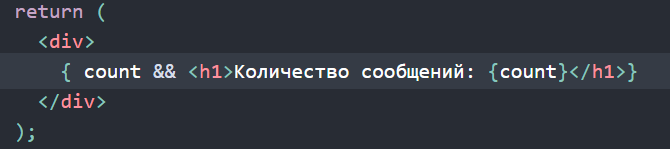 return (
<div>
{ count && <h1>Количество сообщений: {count}</h1>}
</div>
);